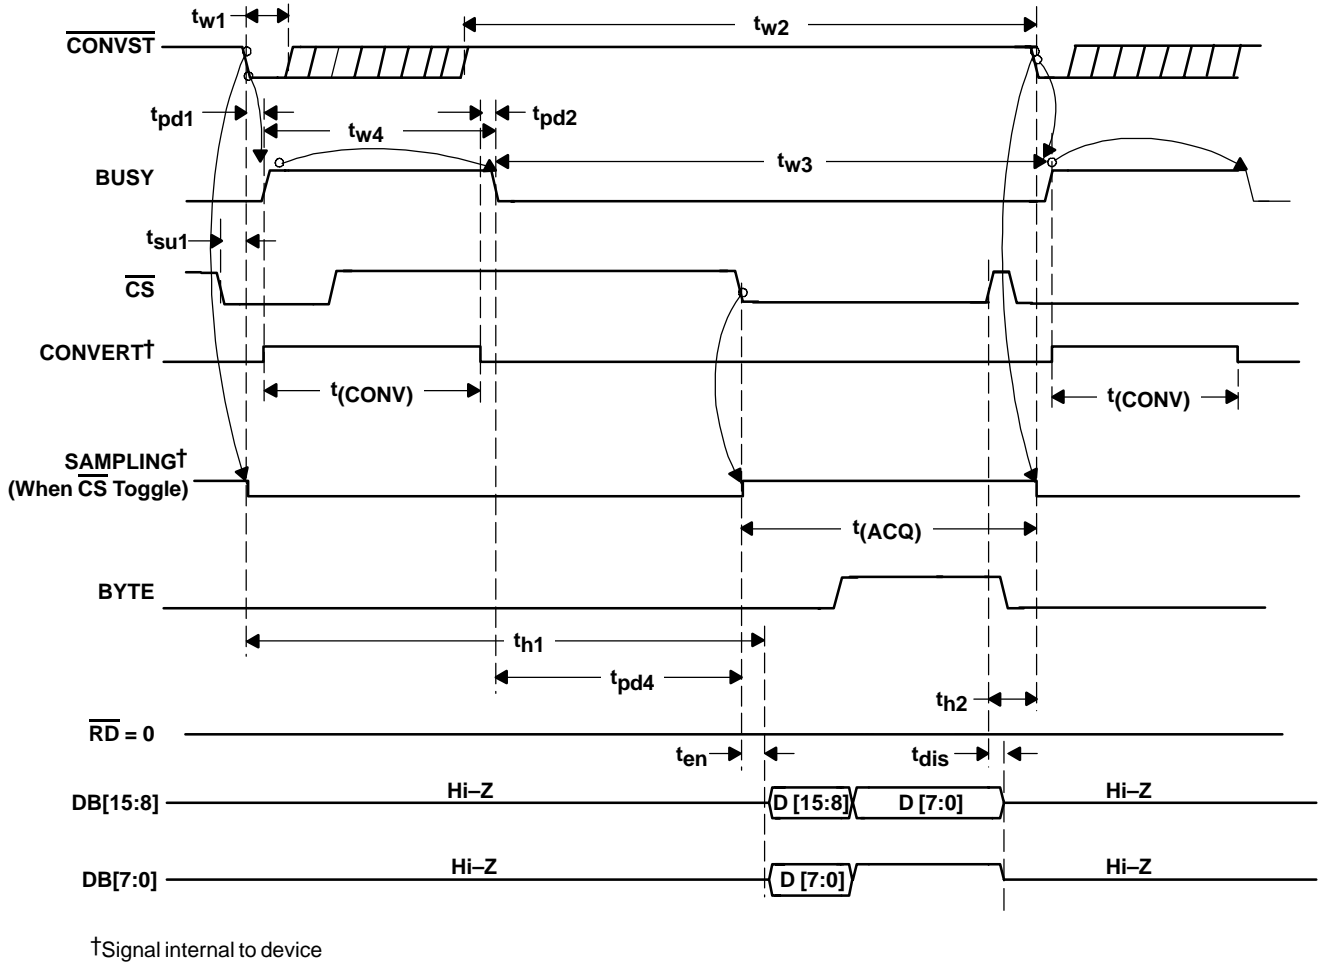 tw1
tw2
CONVST
tpd1
tw4
tpd2
tw3
BUSY
tsu1
CS
CONVERT†
t(CONV)
t(CONV)
SAMPLING†
(When CS Toggle)
t(ACQ)
BYTE
th1
tpd4
th2
RD = 0
ten
tdis
DB[15:8]
Hi–Z
D [15:8]
D [7:0]
Hi–Z
DB[7:0]
Hi–Z
D [7:0]
Hi–Z
†Signal internal to device